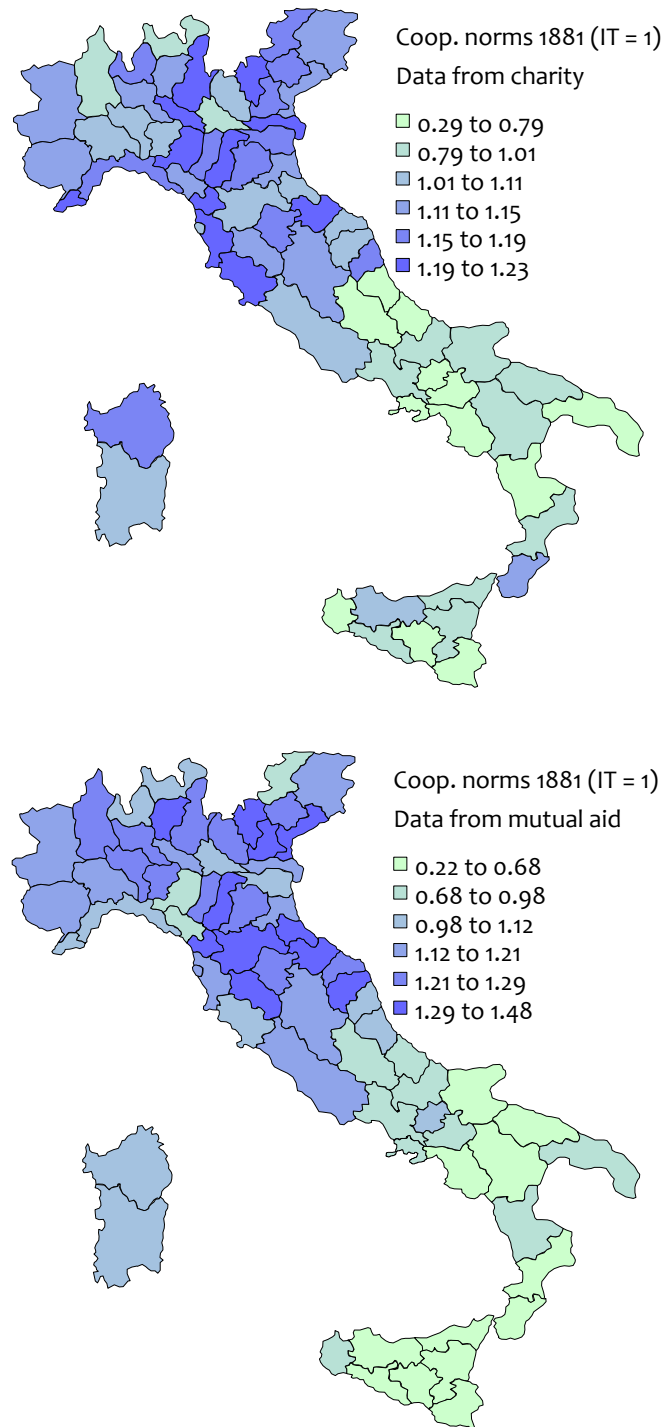 Coop. norms 1881 (IT = 1)
Data from charity
0.29 to 0.79
0.79 to 1.01
1.01 to 1.11
1.11 to 1.15
1.15 to 1.19
1.19 to 1.23
Coop. norms 1881 (IT = 1)
Data from mutual aid
0.22 to 0.68
0.68 to 0.98
0.98 to 1.12
1.12 to 1.21
1.21 to 1.29
1.29 to 1.48